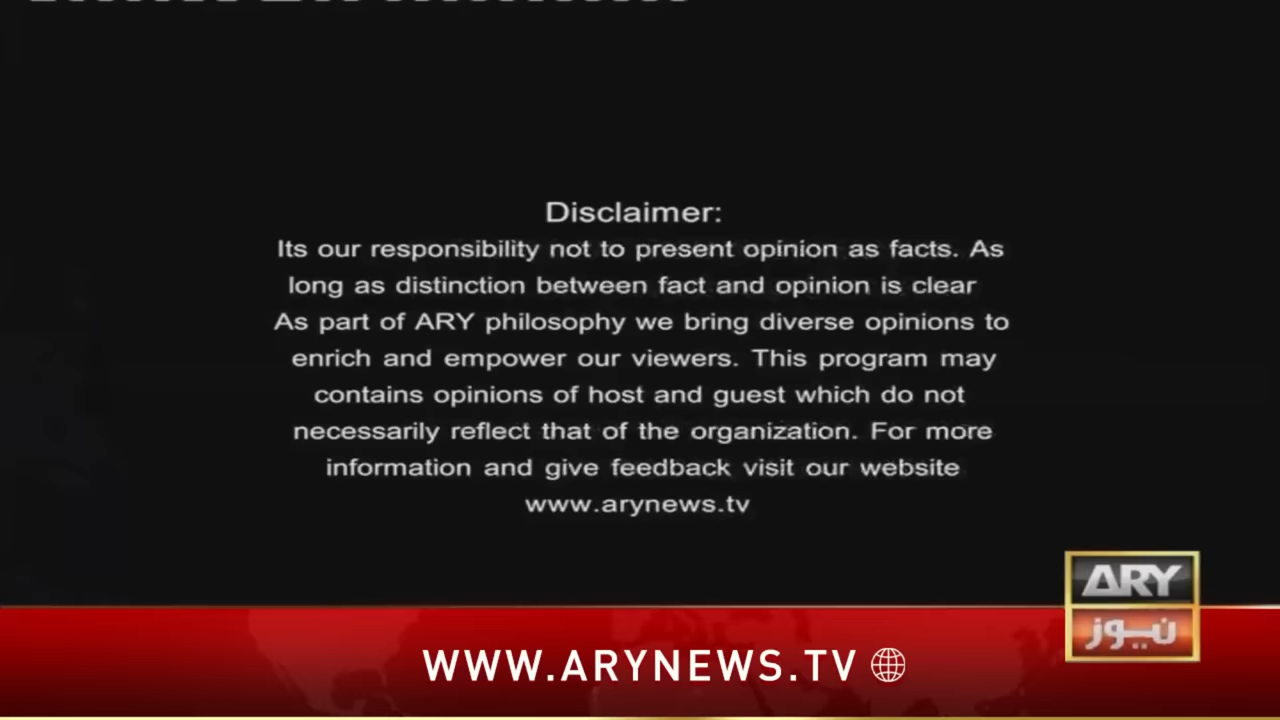 Disclaimer:
Its our responsibility not to present opinion as facts. As
long as distinction between fact and opinion is clear
As part of ARY philosophy we bring diverse opinions to
enrich and empower our viewers. This program may
contains opinions of host and guest which do not
necessarily reflect that of the organization. For more
information and give feedback visit our website
www.arynews.tv
ARY
نیوز
WWW.ARYNEWS.TV